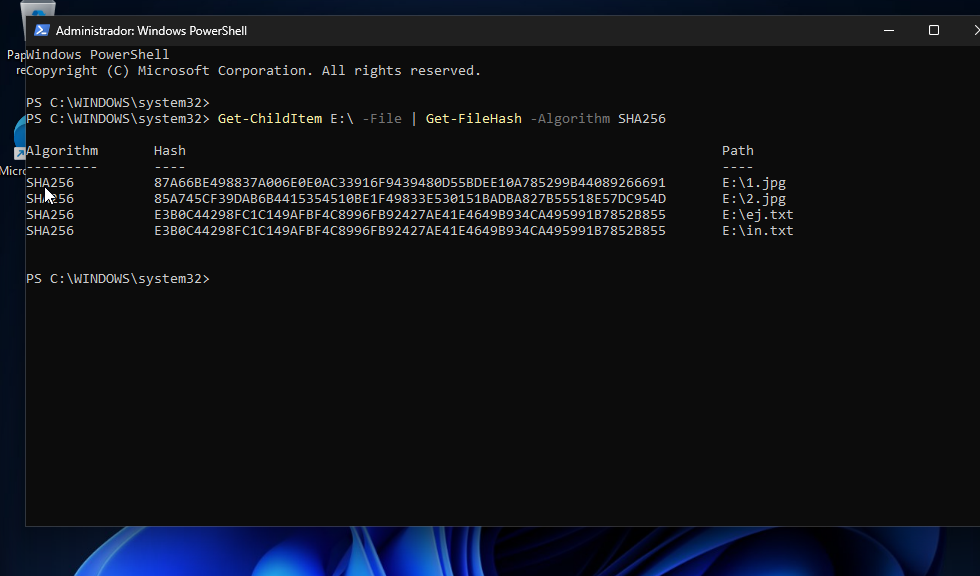 Administrador: Windows PowerShell
Windows PowerShell
Copyright (C) Microsoft Corporation. All rights reserved.
PS C:\WINDOWS\system32>
PS C:\WINDOWS\system32> Get-ChildItem E:\ -File | Get-FileHash -Algorithm SHA256
Algorithm Hash Path
--------- ---- ----
SHA256 87A66BE498837A006E0E0AC33916F9439480D55BDEE10A785299B44089266691 E:\1.jpg
SHA256 85A745CF39DAB6B4415354510BE1F49833E530151BADBA827B55518E57DC954D E:\2.jpg
SHA256 E3B0C44298FC1C149AFBF4C8996FB92427AE41E4649B934CA495991B7852B855 E:\ej.txt
SHA256 E3B0C44298FC1C149AFBF4C8996FB92427AE41E4649B934CA495991B7852B855 E:\in.txt
PS C:\WINDOWS\system32>